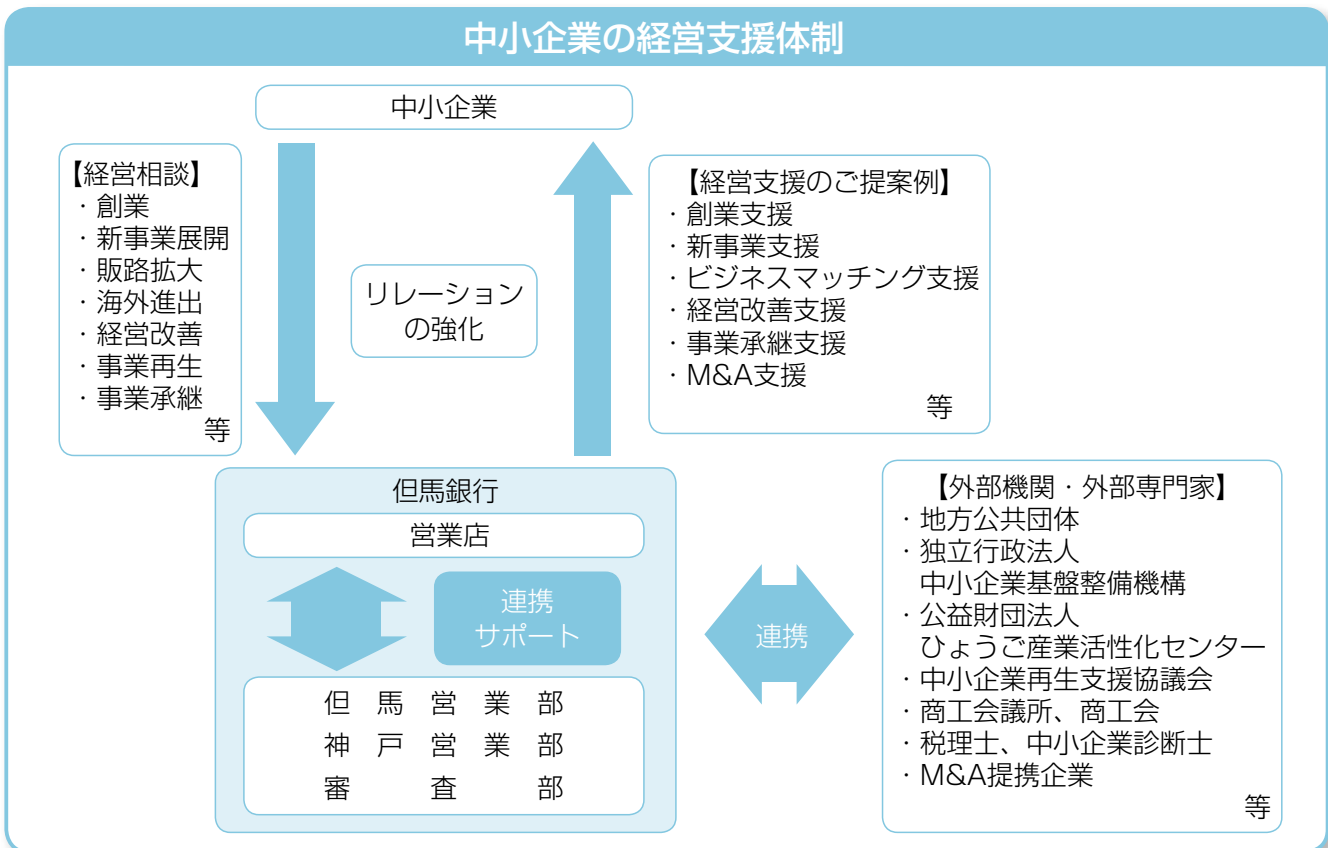 中小企業の経営支援体制
中小企業
【経営相談】
・創業
・新事業展開
・販路拡大
・海外進出
・経営改善
・事業再生
・事業承継
等
リレーション
の強化
【経営支援のご提案例】
・創業支援
・新事業支援
・ビジネスマッチング支援
・経営改善支援
・事業承継支援
・M&A支援
等
但馬銀行
営業店
連携
サポート
但馬営業部
神戸営業部
審査部
連携
【外部機関・外部専門家】
・地方公共団体
・独立行政法人
中小企業基盤整備機構
・公益財団法人
ひょうご産業活性化センター
・中小企業再生支援協議会
・商工会議所、商工会
・税理士、中小企業診断士
・M&A提携企業
等